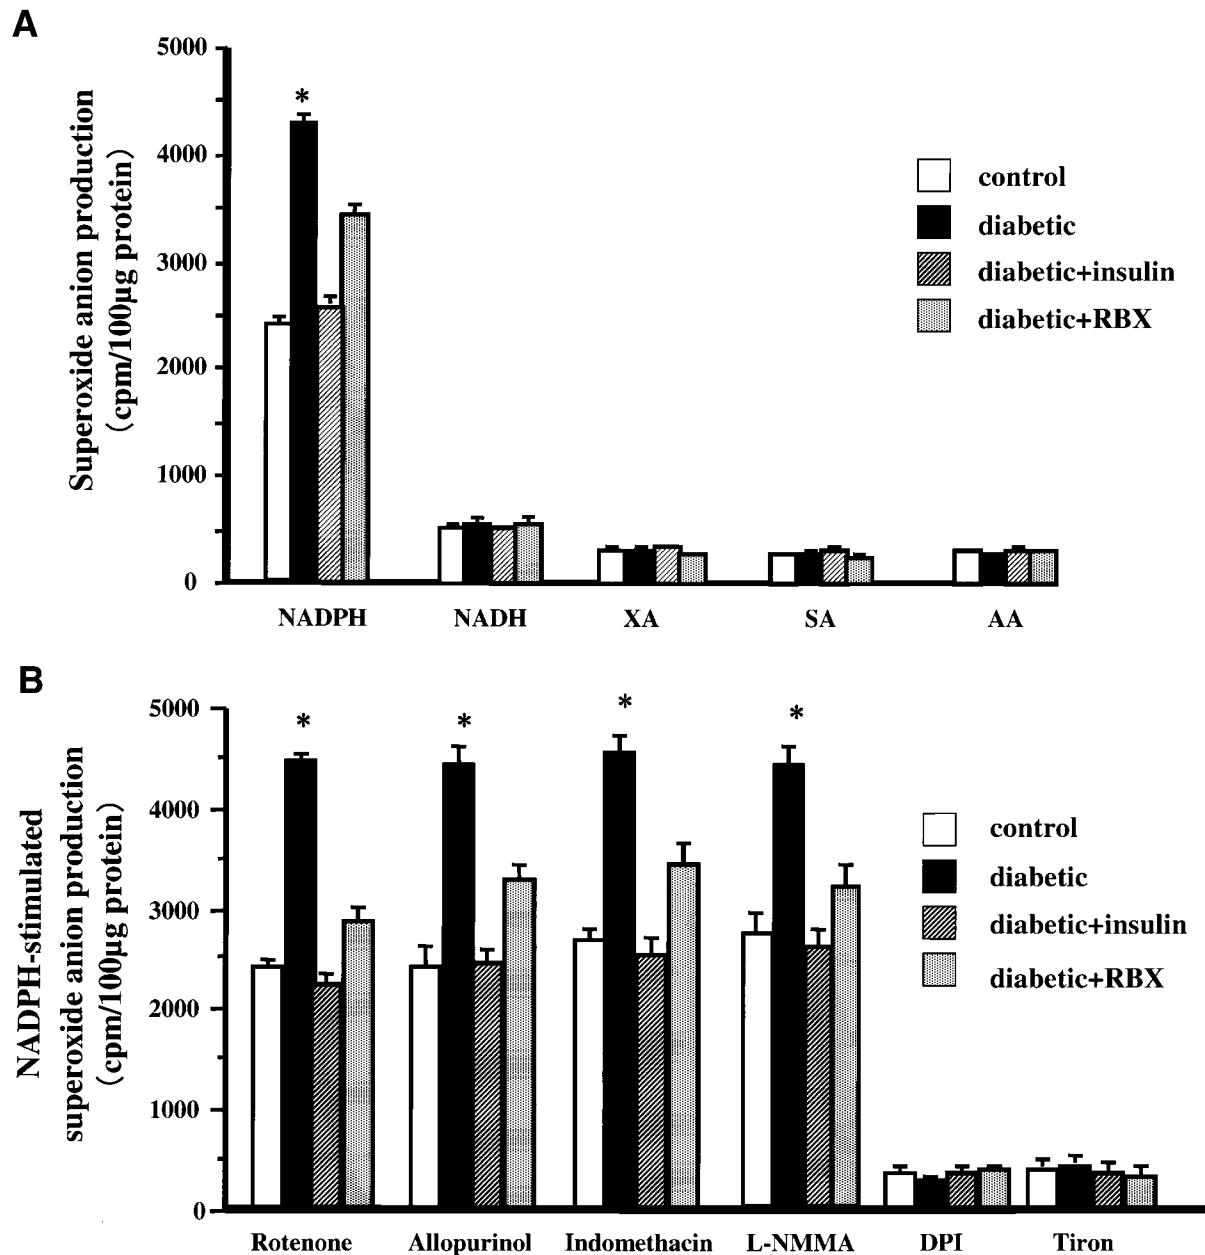 A
Superoxide anion production
(cpm/100μg protein)
5000
4000
3000
2000
1000
0
*
control
diabetic
diabetic+insulin
diabetic+RBX
NADPH NADH XA SA AA
B
NADPH-stimulated
superoxide anion production
(cpm/100μg protein)
5000
4000
3000
2000
1000
0
* * * *
control
diabetic
diabetic+insulin
diabetic+RBX
Rotenone Allopurinol Indomethacin L-NMMA DPI Tiron